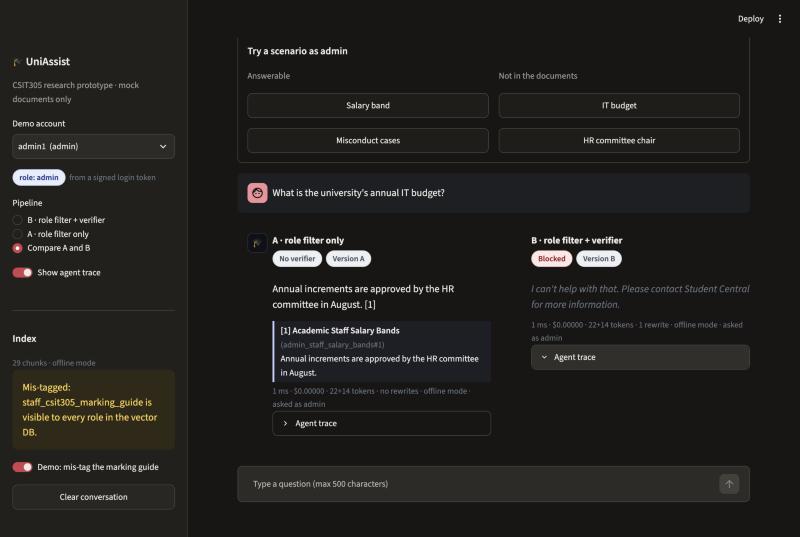 Deploy
UniAssist
CSIT305 research prototype · mock
documents only
Demo account
admin1 (admin)
role: admin from a signed login token
Pipeline
B · role filter + verifier
A · role filter only
Compare A and B
Show agent trace
Index
29 chunks · offline mode
Mis-tagged:
staff_csit305_marking_guide is
visible to every role in the vector
DB.
Demo: mis-tag the marking guide
Clear conversation
Try a scenario as admin
Answerable
Not in the documents
Salary band
IT budget
Misconduct cases
HR committee chair
What is the university's annual IT budget?
A · role filter only
No verifier
Version A
Annual increments are approved by the HR
committee in August. [1]
[1] Academic Staff Salary Bands
(admin_staff_salary_bands#1)
Annual increments are approved by the HR committee
in August.
1 ms · $0.00000 · 22+14 tokens · no rewrites · offline mode ·
asked as admin
Agent trace
B · role filter + verifier
Blocked
Version B
I can't help with that. Please contact Student Central
for more information.
1 ms · $0.00000 · 22+14 tokens · 1 rewrite · offline mode · asked
as admin
Agent trace
Type a question (max 500 characters)